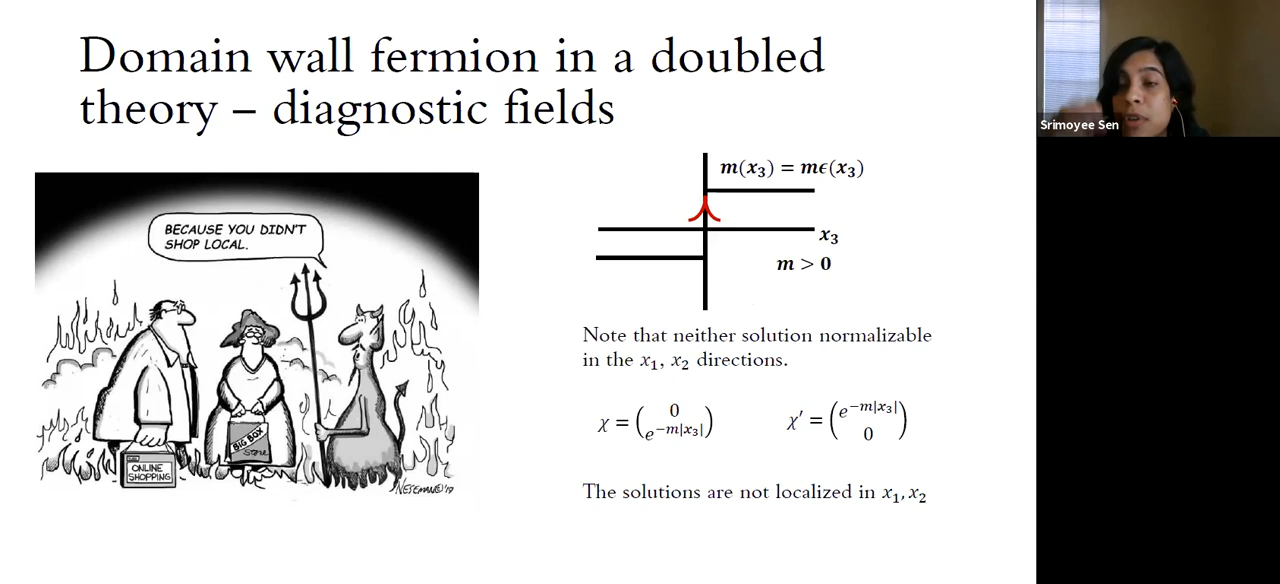 Domain wall fermion in a doubled
theory – diagnostic fields
Srimoyee Sen
BECAUSE YOU DIDN'T
SHOP LOCAL.
BIG BOX
Store
ONLINE
SHOPPING
m(x₃) = mϵ(x₃)
x₃
m > 0
Note that neither solution normalizable
in the x₁, x₂ directions.
χ = (0 e^{-m|x₃|}) χ′ = (e^{-m|x₃|} 0)
The solutions are not localized in x₁, x₂